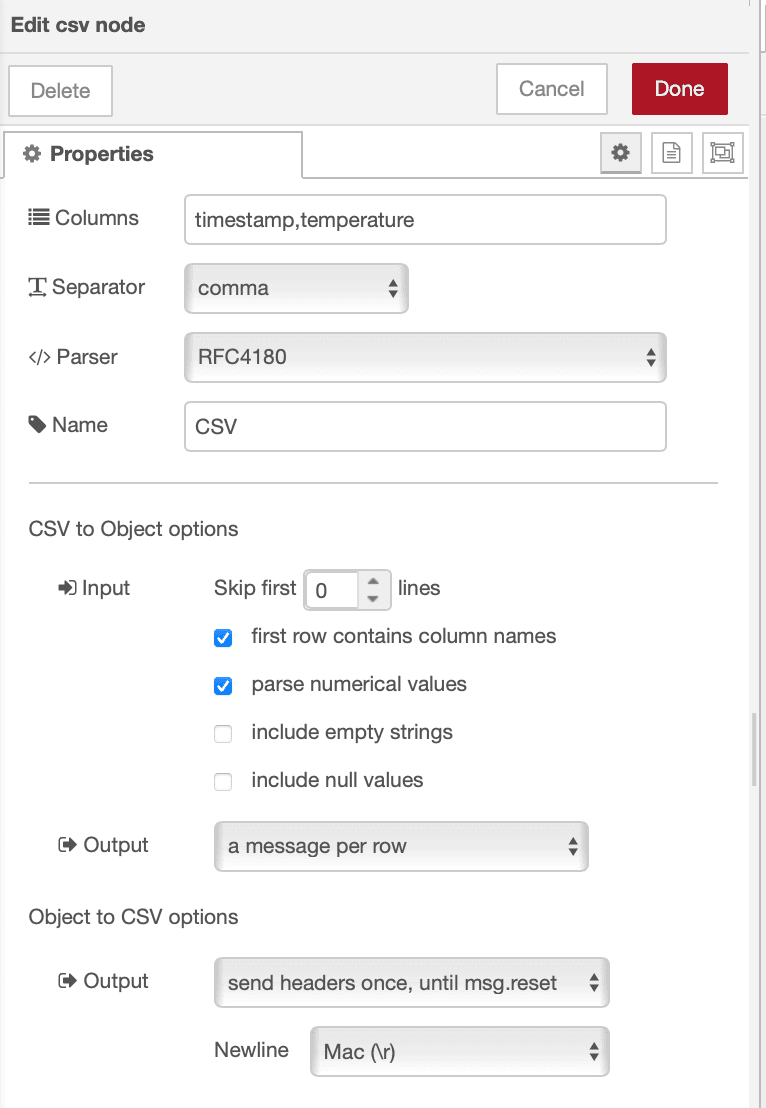 Edit csv node
Delete
Cancel
Done
Properties
Columns
timestamp,temperature
Separator
comma
Parser
RFC4180
Name
CSV
CSV to Object options
Input
Skip first 0 lines
first row contains column names
parse numerical values
include empty strings
include null values
Output
a message per row
Object to CSV options
Output
send headers once, until msg.reset
Newline
Mac (\r)